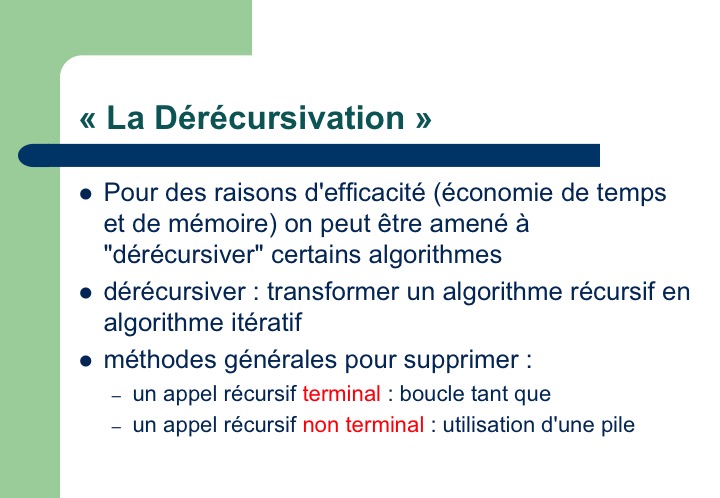 « La Dérécursivation »
● Pour des raisons d'efficacité (économie de temps
et de mémoire) on peut être amené à
"dérécursiver" certains algorithmes
● dérécursiver : transformer un algorithme récursif en
algorithme itératif
● méthodes générales pour supprimer :
– un appel récursif terminal : boucle tant que
– un appel récursif non terminal : utilisation d'une pile